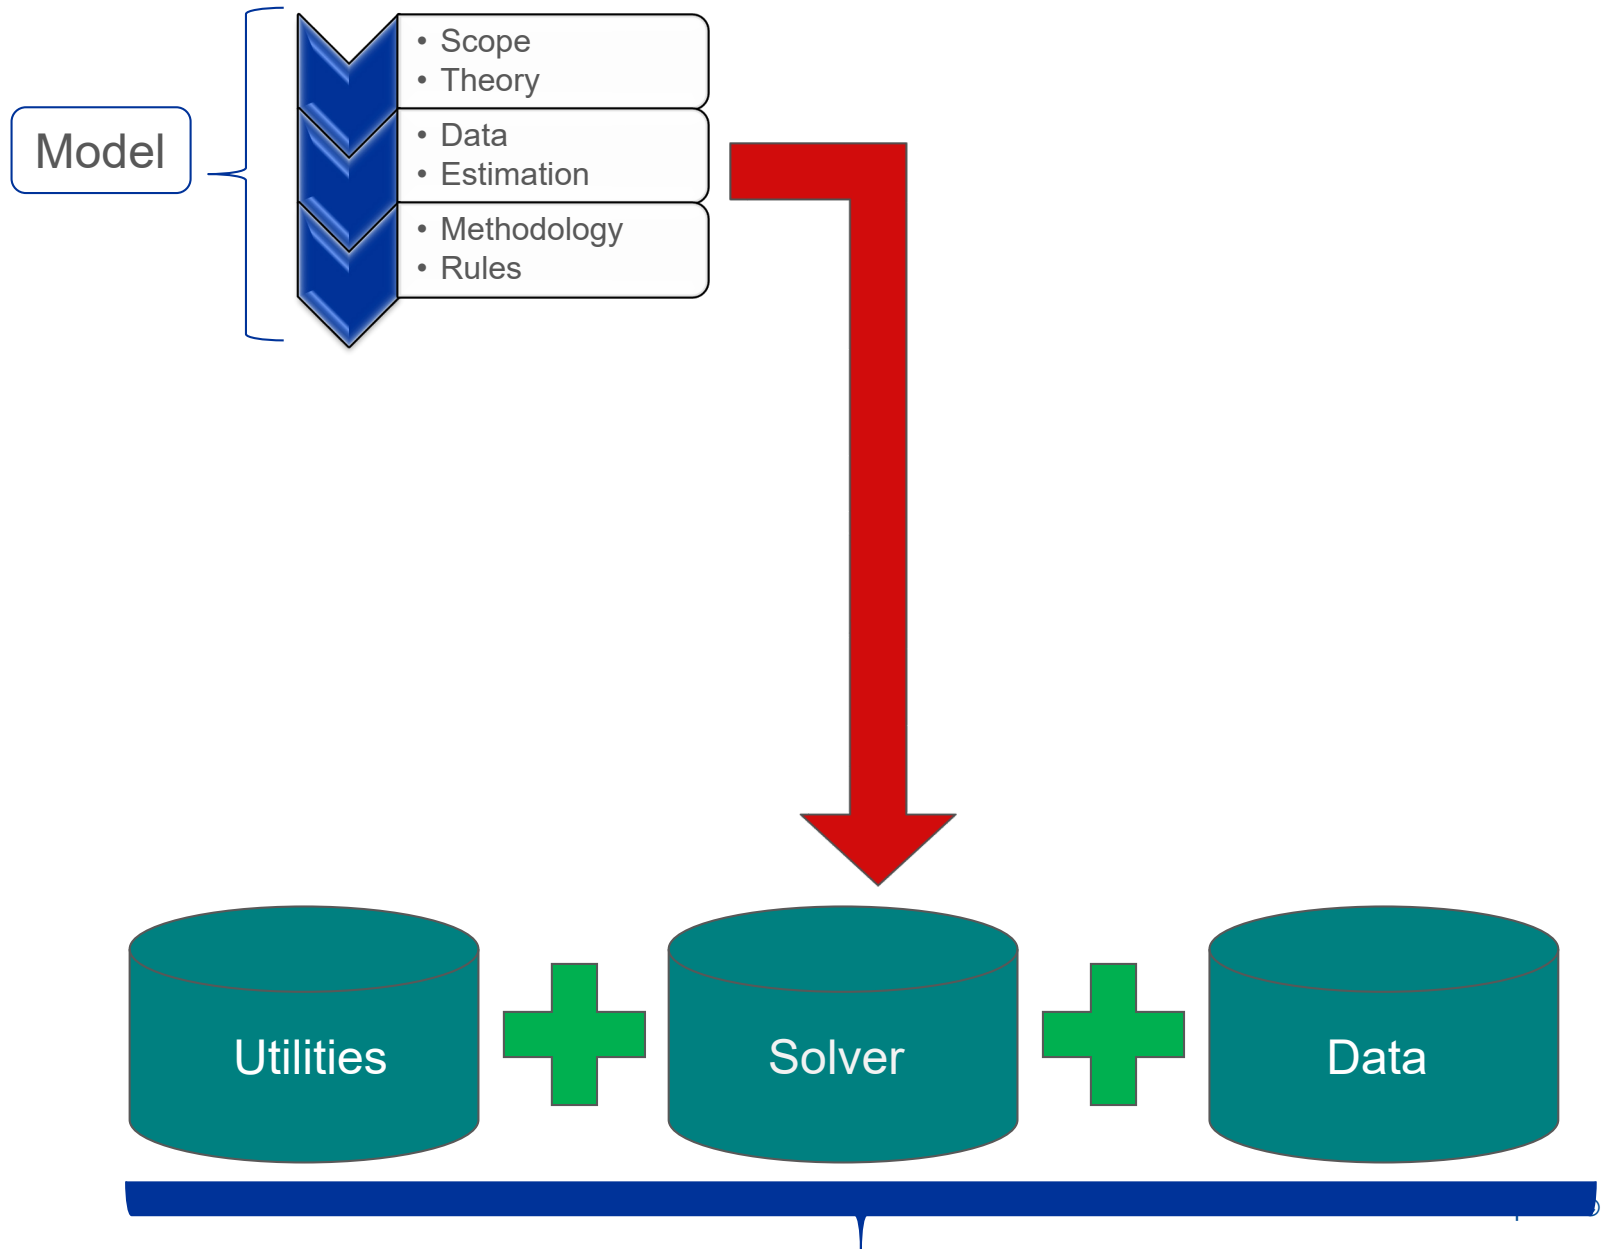 Model
• Scope
• Theory
• Data
• Estimation
• Methodology
• Rules
Utilities
Solver
Data